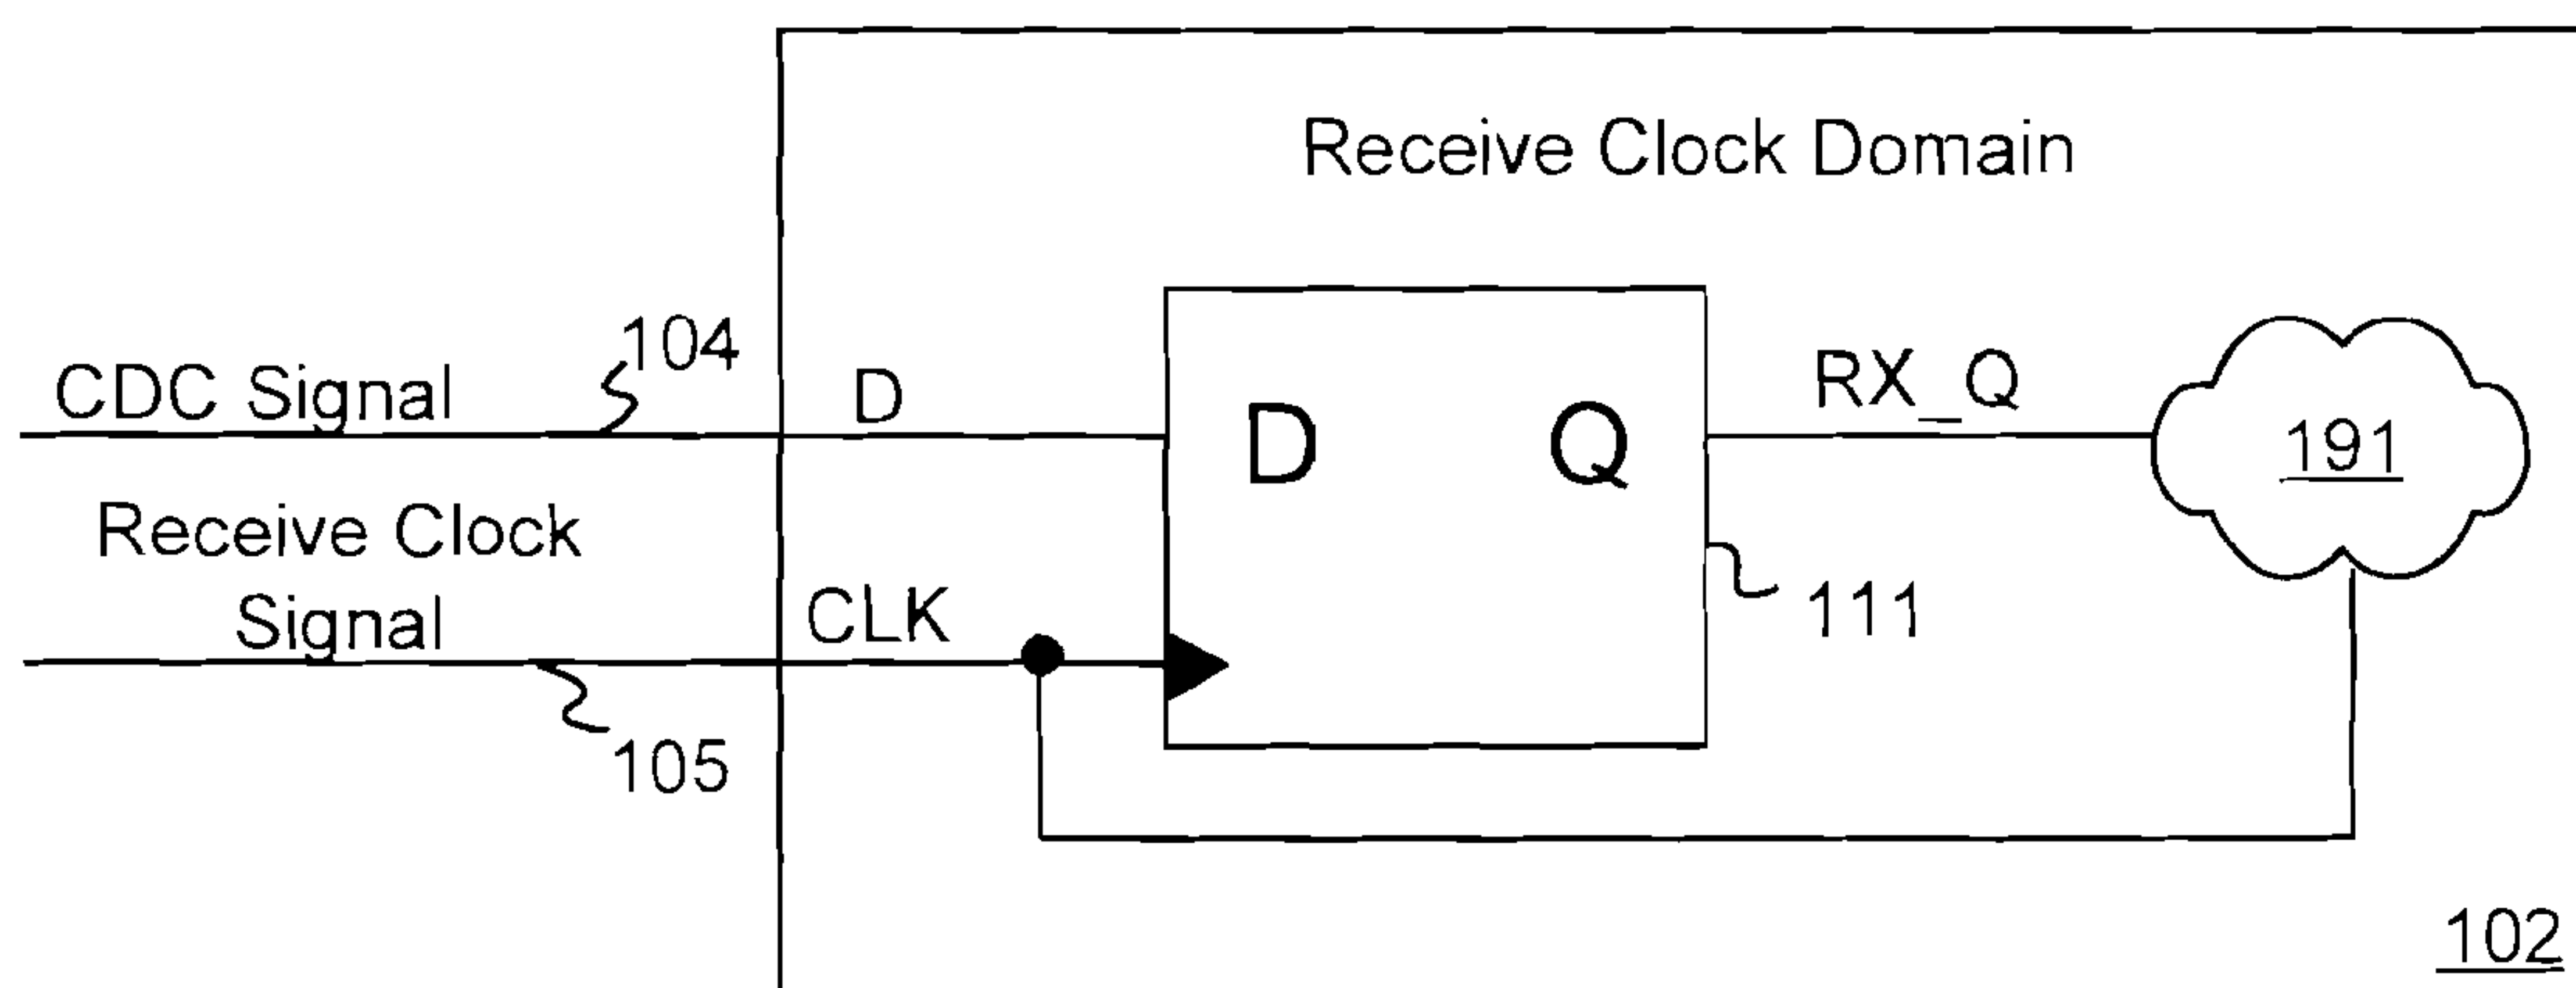 Receive Clock Domain
104
CDC Signal
D
RX_Q
D Q
191
Receive Clock
Signal
CLK
111
105
102